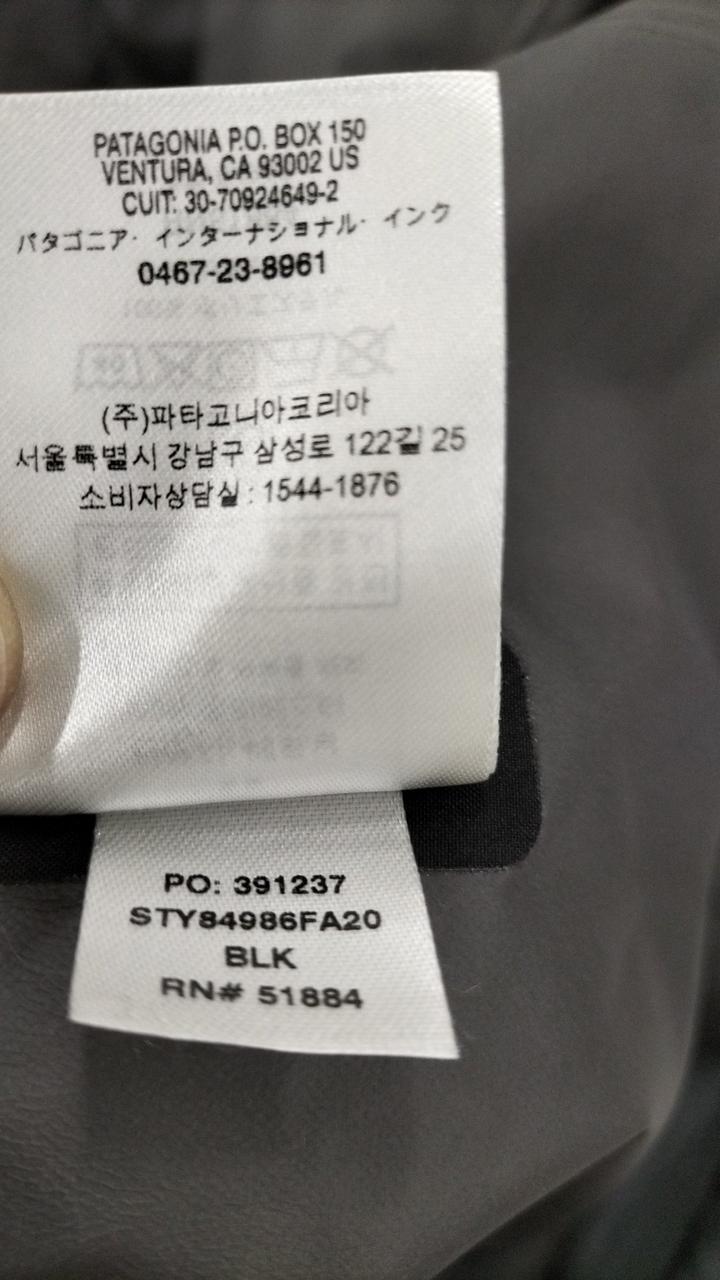 PATAGONIA P.O. BOX 150
VENTURA, CA 93002 US
CUIT: 30-70924649-2
パタゴニア・インターナショナル・インク
0467-23-8961
(주)파타고니아코리아
서울특별시 강남구 삼성로 122길 25
소비자상담실 : 1544-1876
PO: 391237
STY84986FA20
BLK
RN# 51884